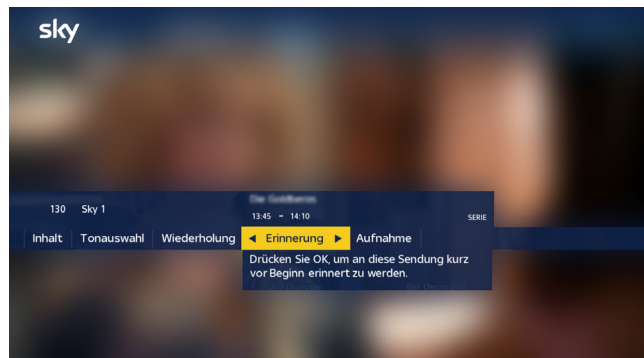 sky
Die Goldbergs
130 Sky 1
13:45 - 14:10 SERIE
Inhalt Tonauswahl Wiederholung ◄ Erinnerung ► Aufnahme
Drücken Sie OK, um an diese Sendung kurz
vor Beginn erinnert zu werden.